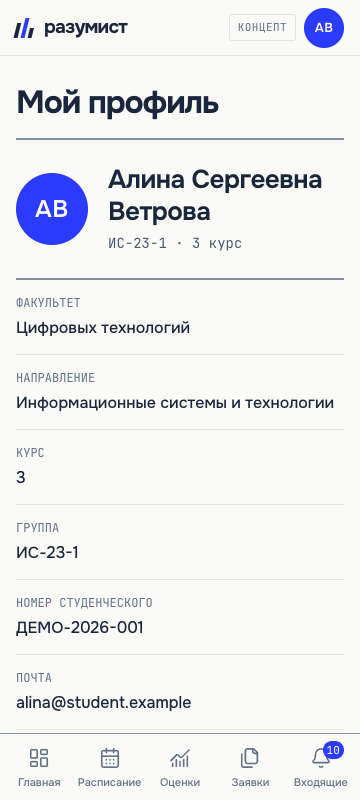 разумист
КОНЦЕПТ
АВ
Мой профиль
АВ
Алина Сергеевна
Ветрова
ИС-23-1 · 3 курс
ФАКУЛЬТЕТ
Цифровых технологий
НАПРАВЛЕНИЕ
Информационные системы и технологии
КУРС
3
ГРУППА
ИС-23-1
НОМЕР СТУДЕНЧЕСКОГО
ДЕМО-2026-001
ПОЧТА
alina@student.example
10
Главная
Расписание
Оценки
Заявки
Входящие